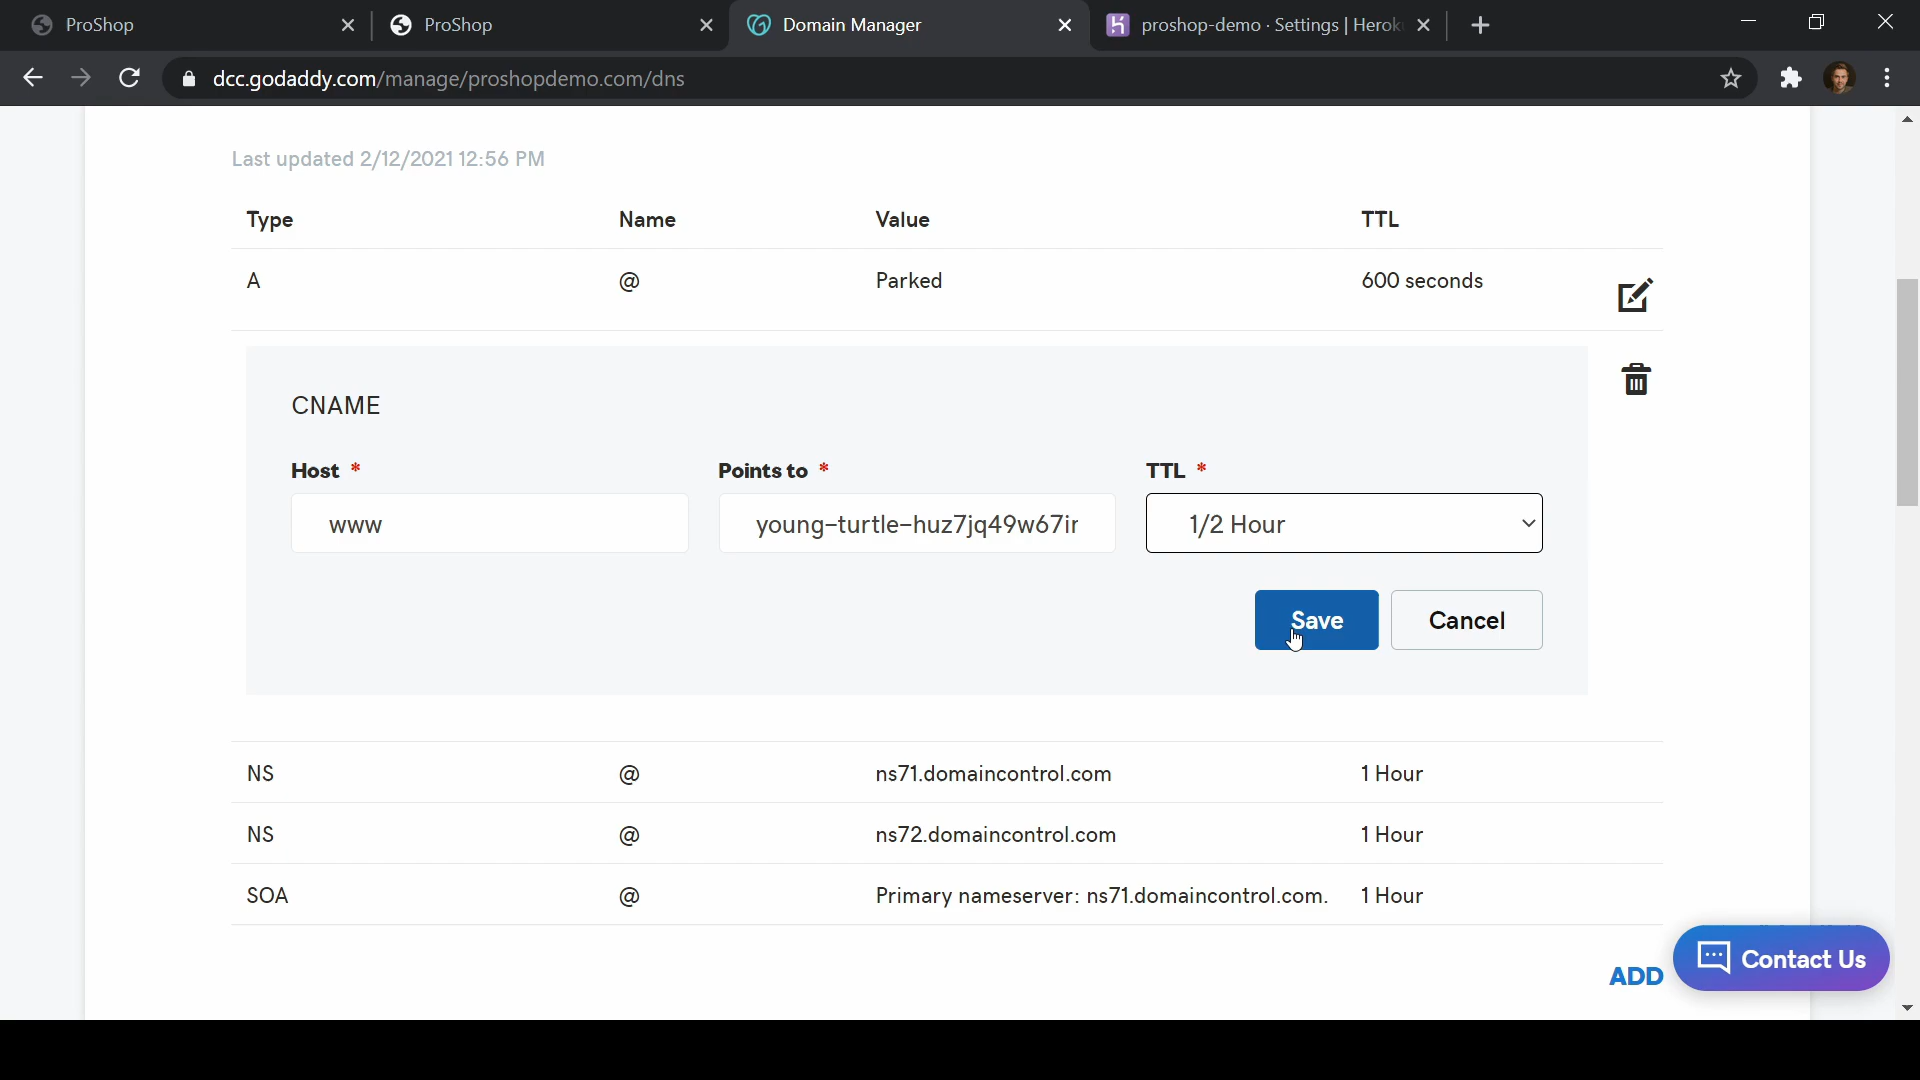 ProShop
ProShop
Domain Manager
proshop-demo · Settings | Herok
dcc.godaddy.com/manage/proshopdemo.com/dns
Last updated 2/12/2021 12:56 PM
Type Name Value TTL
A @ Parked 600 seconds
CNAME
Host * Points to * TTL *
www young-turtle-huz7jq49w67ir 1/2 Hour
Save Cancel
NS @ ns71.domaincontrol.com 1 Hour
NS @ ns72.domaincontrol.com 1 Hour
SOA @ Primary nameserver: ns71.domaincontrol.com. 1 Hour
Contact Us
ADD